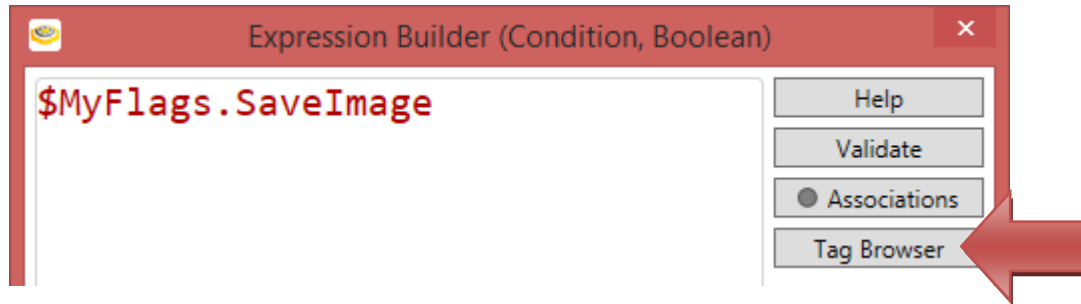 Expression Builder (Condition, Boolean)
$MyFlags.SaveImage
Help
Validate
Associations
Tag Browser